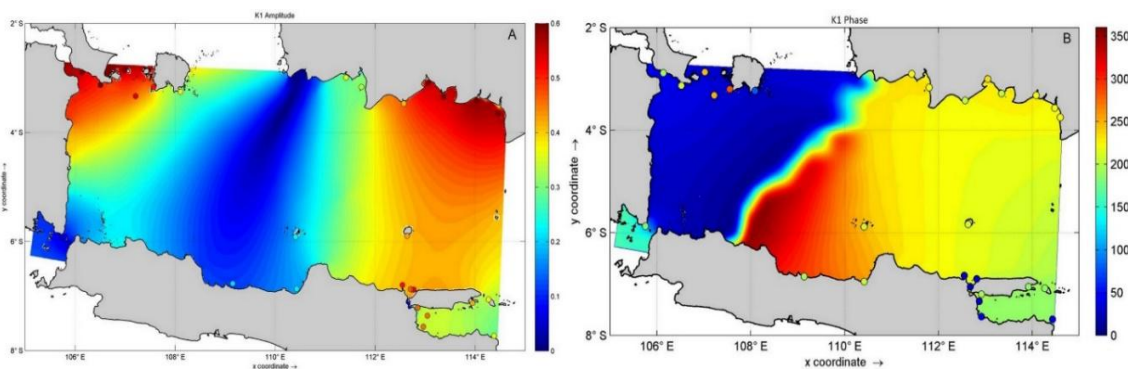 K1 Amplitude
A
2° S
4° S
6° S
8° S
106° E
108° E
110° E
112° E
114° E
x coordinate →
y coordinate →
0.6
0.5
0.4
0.3
0.2
0.1
0
K1 Phase
B
2° S
4° S
6° S
8° S
106° E
108° E
110° E
112° E
114° E
x coordinate →
y coordinate →
350
300
250
200
150
100
50
0